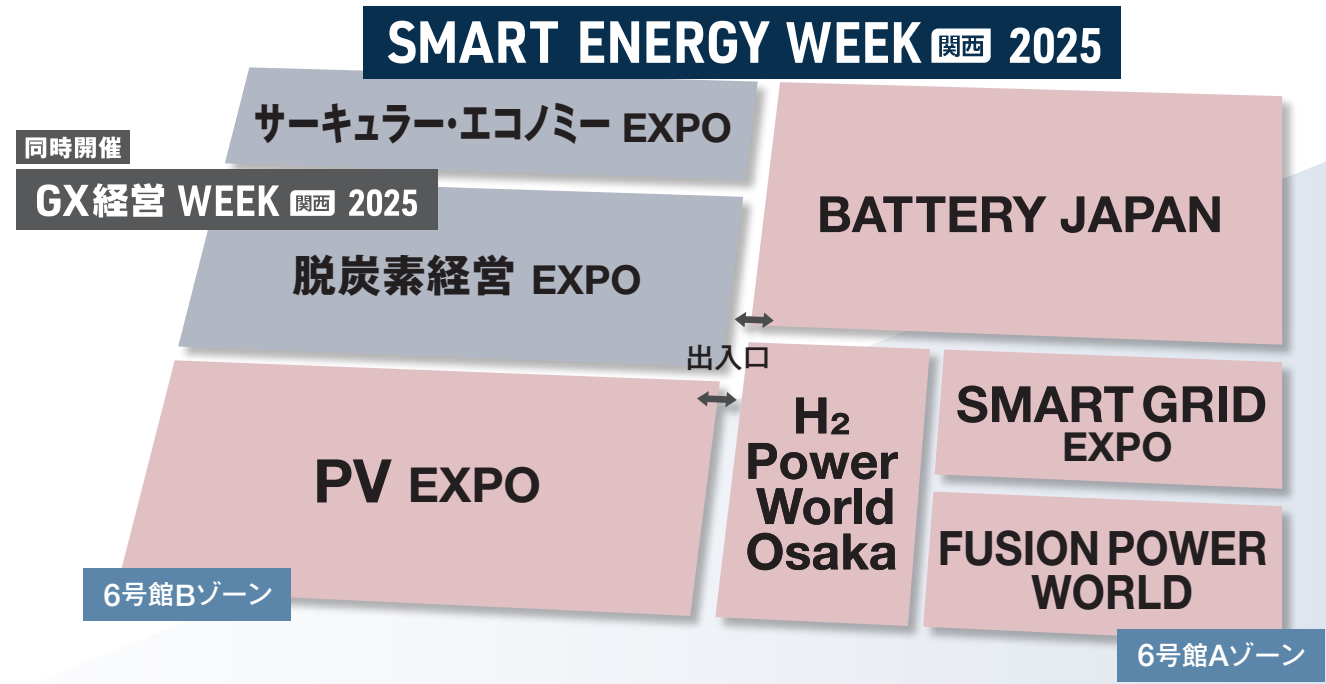 SMART ENERGY WEEK 関西 2025
サーキュラー・エコノミー EXPO
同時開催
GX経営 WEEK 関西 2025
脱炭素経営 EXPO
BATTERY JAPAN
出入口
PV EXPO
H₂
Power
World
Osaka
SMART GRID
EXPO
FUSION POWER
WORLD
6号館Bゾーン
6号館Aゾーン